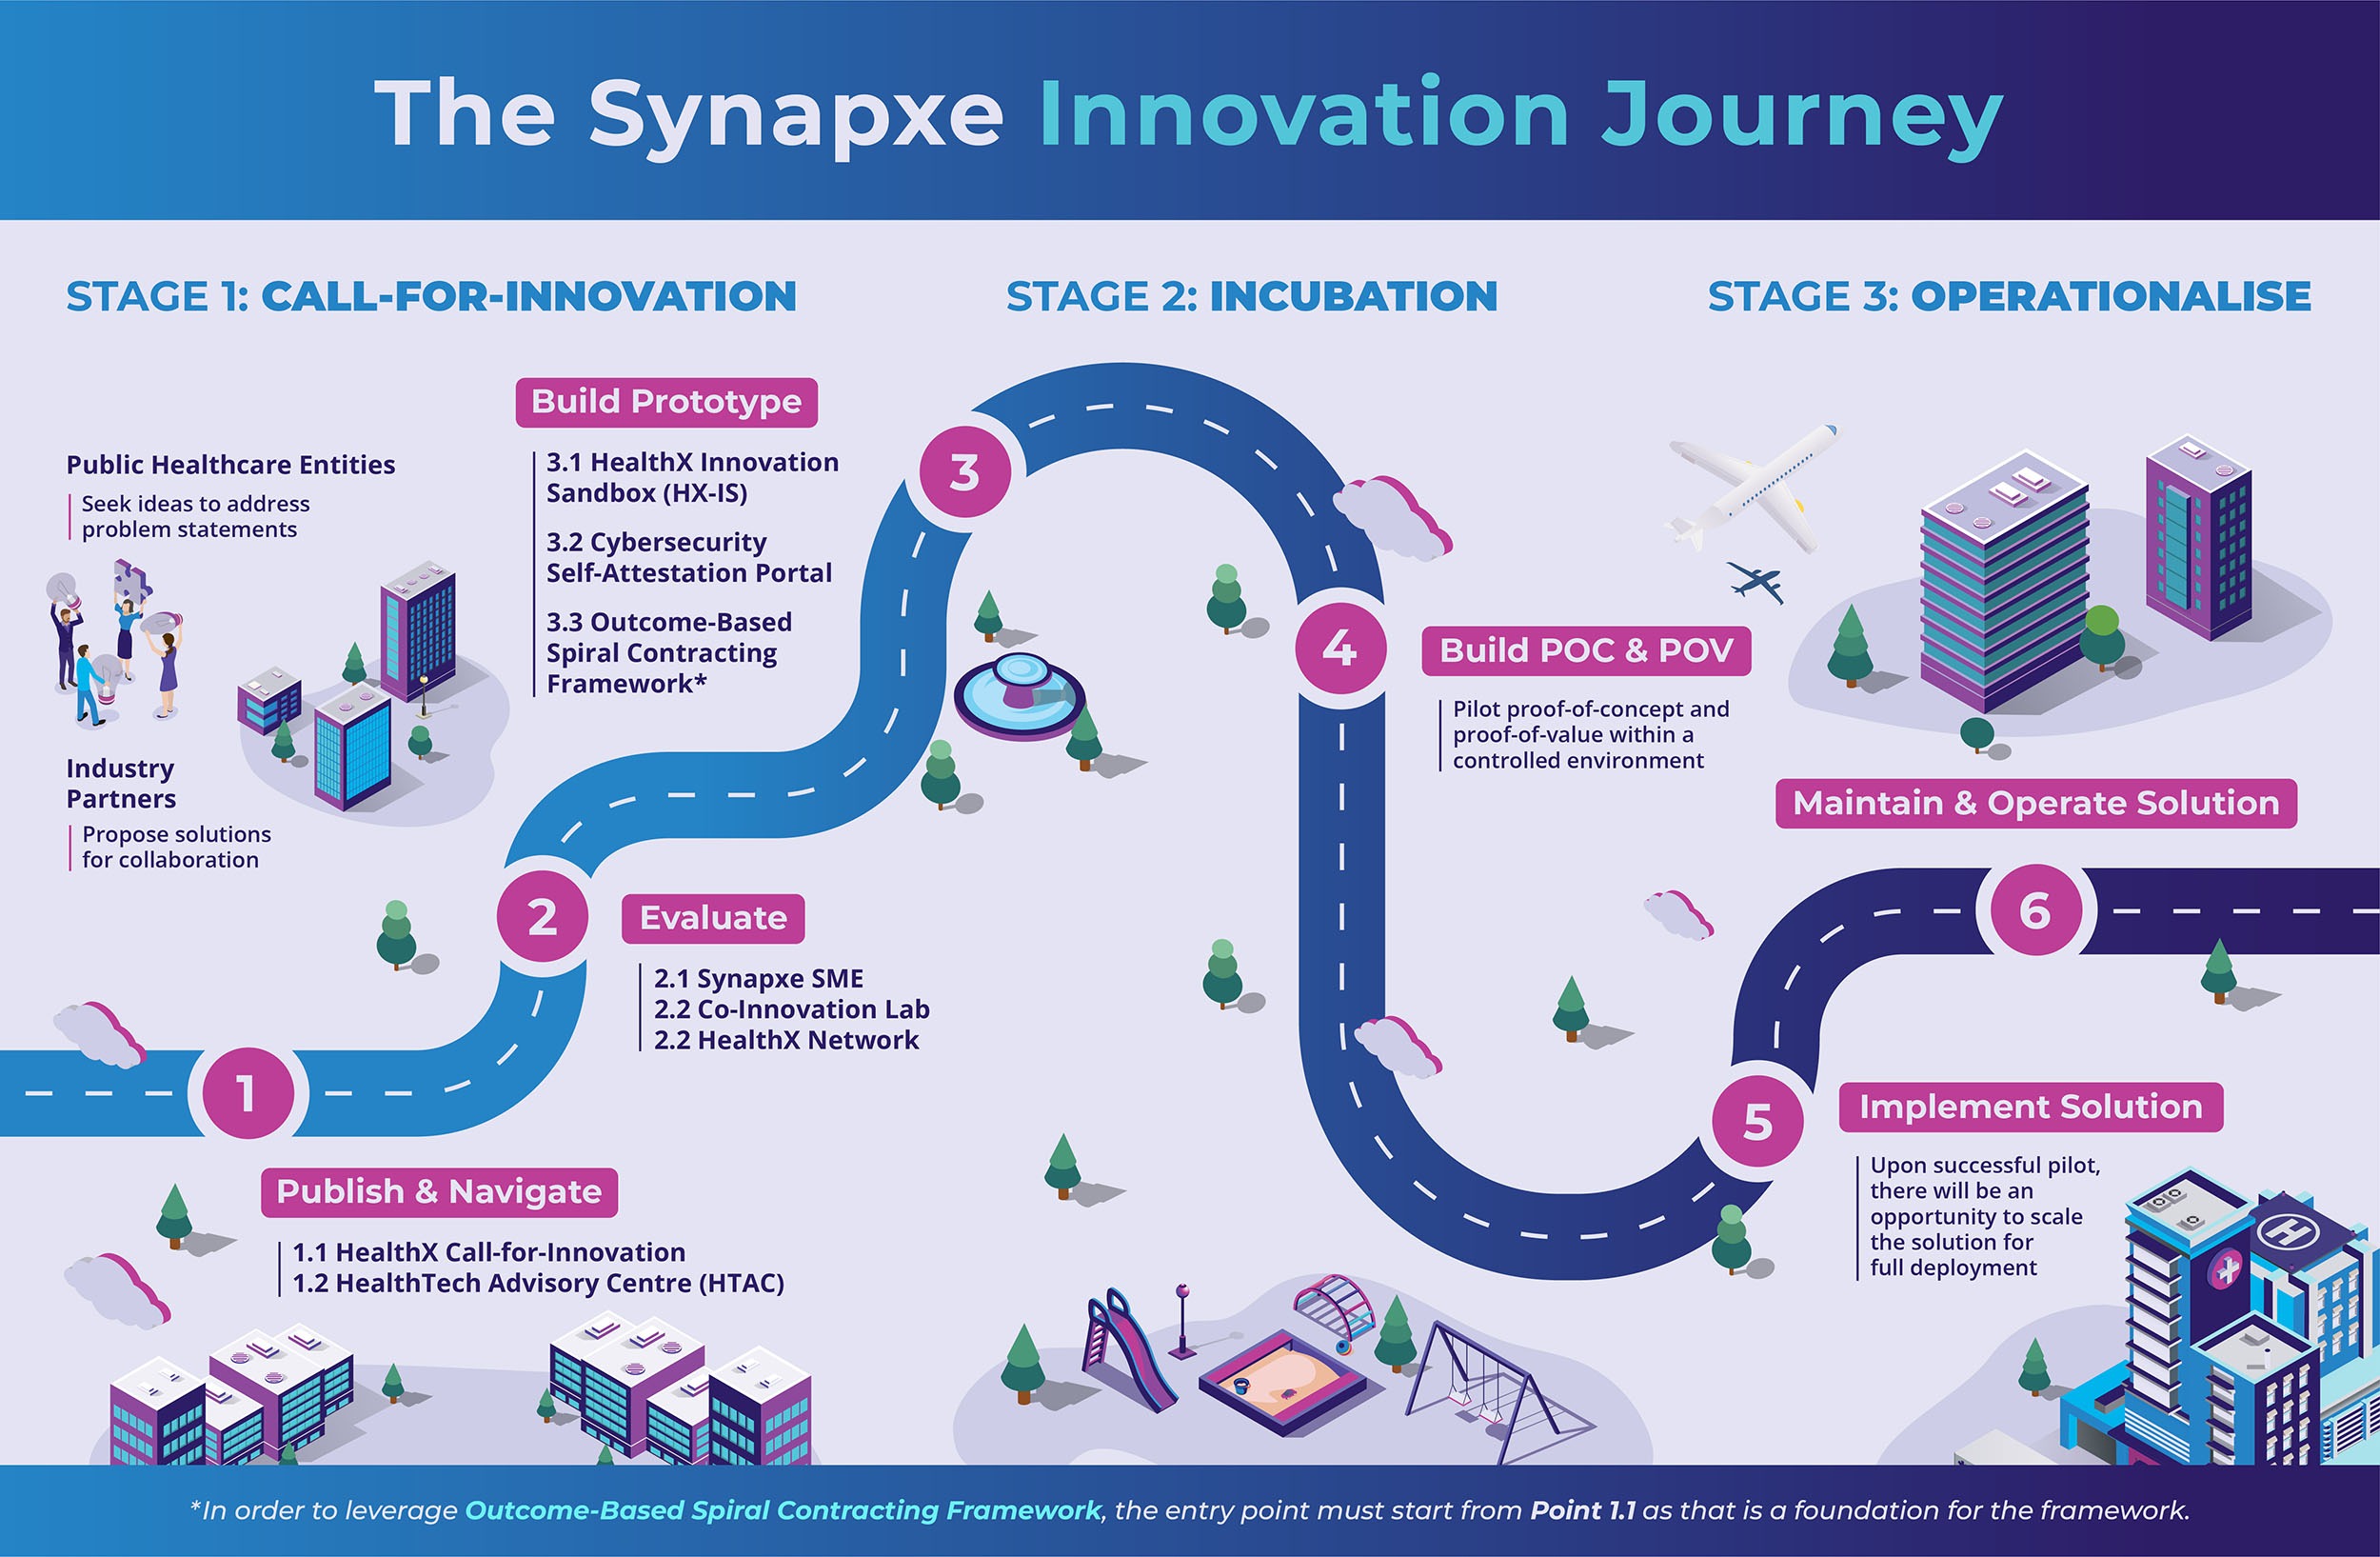 The Synapxe Innovation Journey
STAGE 1: CALL-FOR-INNOVATION
Public Healthcare Entities
Seek ideas to address
problem statements
Industry
Partners
Propose solutions
for collaboration
1
Publish & Navigate
1.1 HealthX Call-for-Innovation
1.2 HealthTech Advisory Centre (HTAC)
2
Evaluate
2.1 Synapxe SME
2.2 Co-Innovation Lab
2.2 HealthX Network
Build Prototype
3
3.1 HealthX Innovation
Sandbox (HX-IS)
3.2 Cybersecurity
Self-Attestation Portal
3.3 Outcome-Based
Spiral Contracting
Framework*
STAGE 2: INCUBATION
4
Build POC & POV
Pilot proof-of-concept and
proof-of-value within a
controlled environment
STAGE 3: OPERATIONALISE
5
Implement Solution
Upon successful pilot,
there will be an
opportunity to scale
the solution for
full deployment
Maintain & Operate Solution
6
H
*In order to leverage Outcome-Based Spiral Contracting Framework, the entry point must start from Point 1.1 as that is a foundation for the framework.